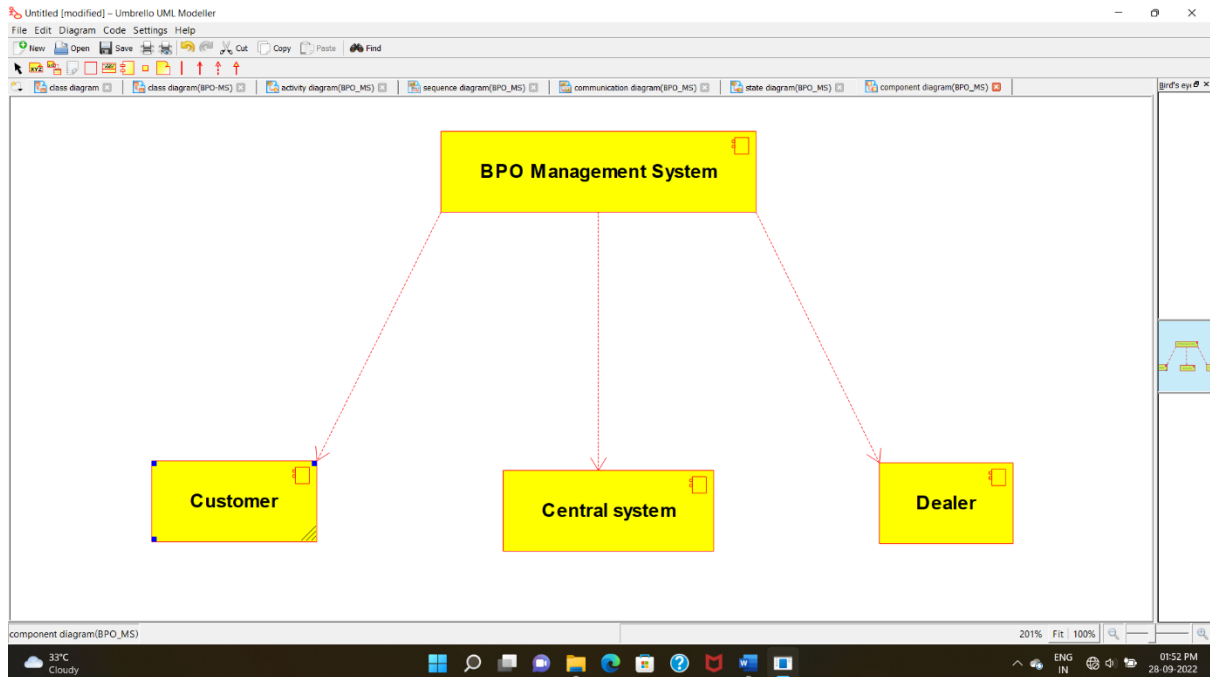 Untitled [modified] – Umbrello UML Modeller
File Edit Diagram Code Settings Help
New Open Save Cut Copy Paste Find
class diagram class diagram(BPO-MS) activity diagram(BPO_MS) sequence diagram(BPO_MS) communication diagram(BPO_MS) state diagram(BPO_MS) component diagram(BPO_MS) Bird's eye
BPO Management System
Customer
Central system
Dealer
component diagram(BPO_MS) 201% Fit 100%
33°C
Cloudy
ENG
IN
01:52 PM
28-09-2022